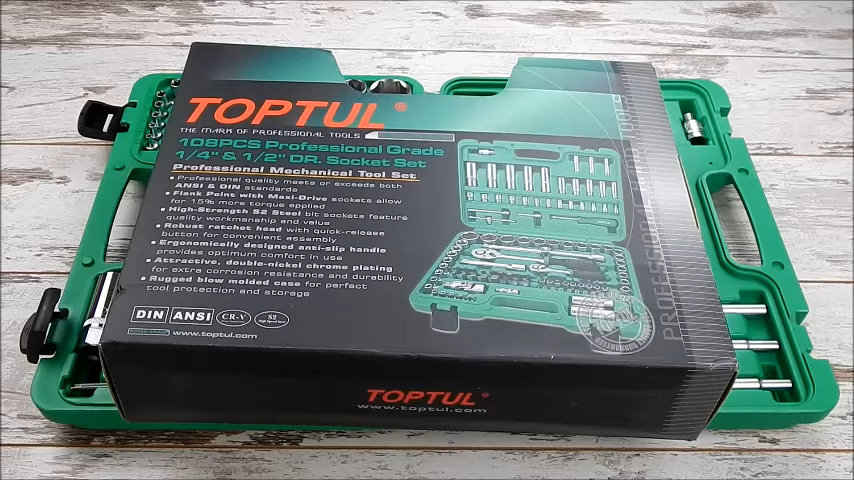 TOPTUL®
THE MARK OF PROFESSIONAL TOOLS
108PCS Professional Grade
1/4" & 1/2" DR. Socket Set
Professional Mechanical Tool Set
• Professional quality meets or exceeds both
ANSI & DIN standards
• Flank Point with Maxi-Drive sockets allow
for 15% more torque applied
• High-Strength S2 Steel bit sockets feature
quality workmanship and value
• Robust ratchet head with quick-release
button for convenient assembly
• Ergonomically designed anti-slip handle
provides optimum comfort in use
• Attractive, double-nickel chrome plating
for extra corrosion resistance and durability
• Rugged blow molded case for perfect
tool protection and storage
DIN ANSI CR-V S2
www.toptul.com
PROFESSIONAL
TOPTUL®
www.TOPTUL.com